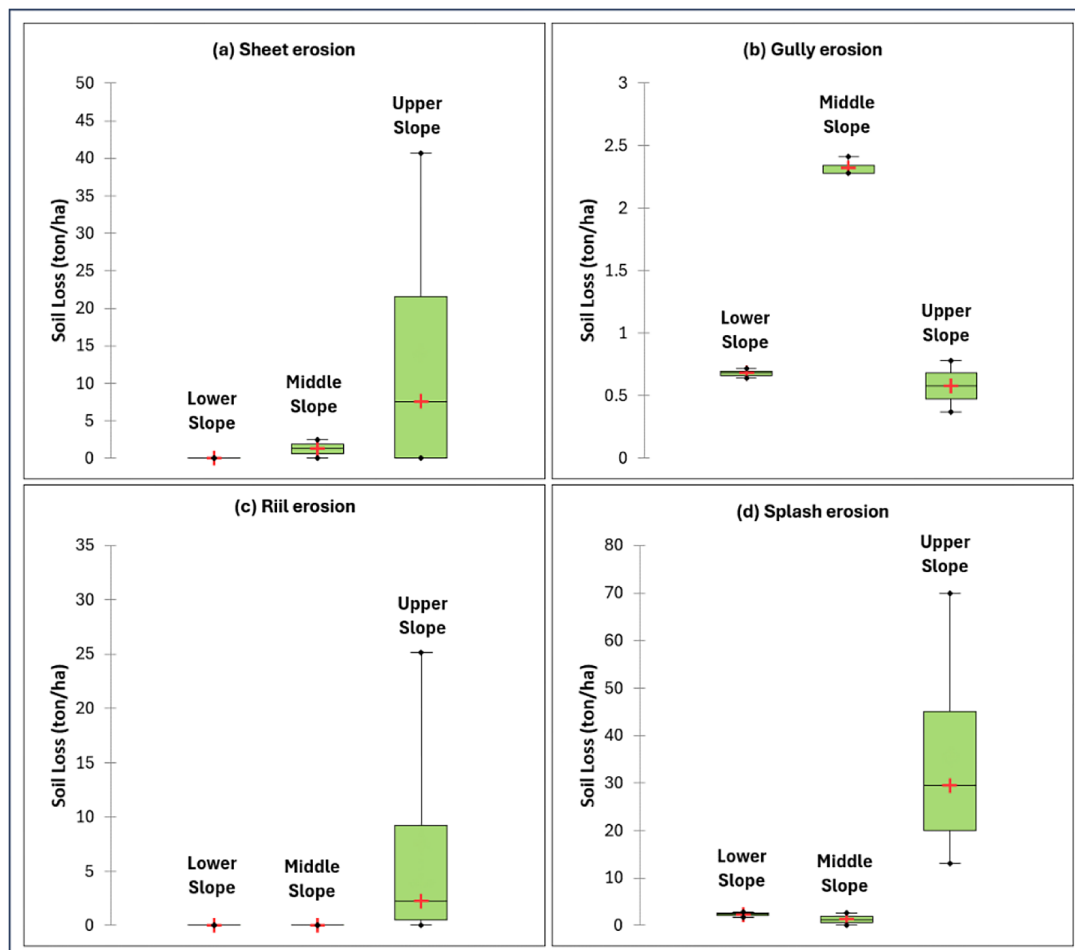 (a) Sheet erosion
Soil Loss (ton/ha)
50
45
40
35
30
25
20
15
10
5
0
Lower
Slope
Middle
Slope
Upper
Slope
(b) Gully erosion
Soil Loss (ton/ha)
3
2.5
2
1.5
1
0.5
0
Lower
Slope
Middle
Slope
Upper
Slope
(c) Riil erosion
Soil Loss (ton/ha)
35
30
25
20
15
10
5
0
Lower
Slope
Middle
Slope
Upper
Slope
(d) Splash erosion
Soil Loss (ton/ha)
80
70
60
50
40
30
20
10
0
Lower
Slope
Middle
Slope
Upper
Slope